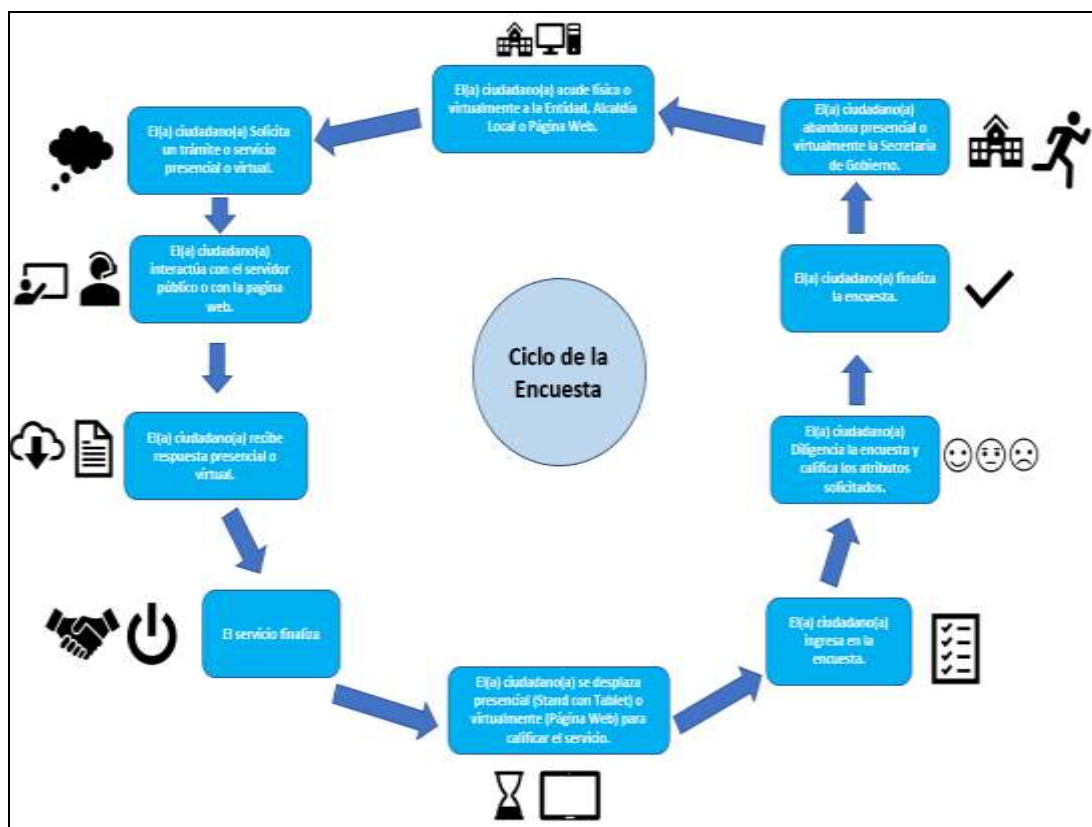 El(a) ciudadano(a) acude física o
virtualmente a la Entidad, Alcaldía
Local o Página Web.
El(a) ciudadano(a) Solicita
un trámite o servicio
presencial o virtual.
El(a) ciudadano(a)
interactúa con el servidor
público o con la pagina
web.
El(a) ciudadano(a) recibe
respuesta presencial o
virtual.
El servicio finaliza
El(a) ciudadano(a) se desplaza
presencial (Stand con Tablet) o
virtualmente (Página Web) para
calificar el servicio.
El(a) ciudadano(a)
ingresa en la
encuesta.
El(a) ciudadano(a)
Diligencia la encuesta y
califica los atributos
solicitados.
El(a) ciudadano(a) finaliza
la encuesta.
El(a) ciudadano(a)
abandona presencial o
virtualmente la Secretaria
de Gobierno.
Ciclo de la
Encuesta